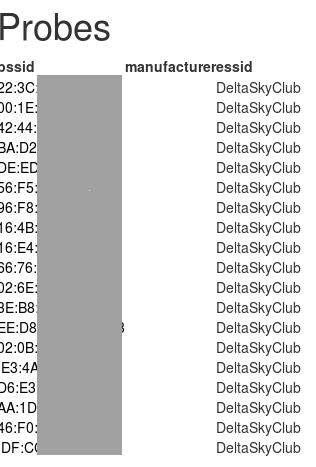 Probes
bssid manufactureressid
22:3C: DeltaSkyClub
00:1E: DeltaSkyClub
42:44: DeltaSkyClub
BA:D2 DeltaSkyClub
DE:ED DeltaSkyClub
56:F5: DeltaSkyClub
96:F8: DeltaSkyClub
16:4B: DeltaSkyClub
16:E4: DeltaSkyClub
66:76: DeltaSkyClub
02:6E: DeltaSkyClub
3E:B8: DeltaSkyClub
EE:D8 DeltaSkyClub
02:0B: DeltaSkyClub
E3:4A DeltaSkyClub
D6:E3 DeltaSkyClub
AA:1D DeltaSkyClub
46:F0: DeltaSkyClub
DF:C DeltaSkyClub